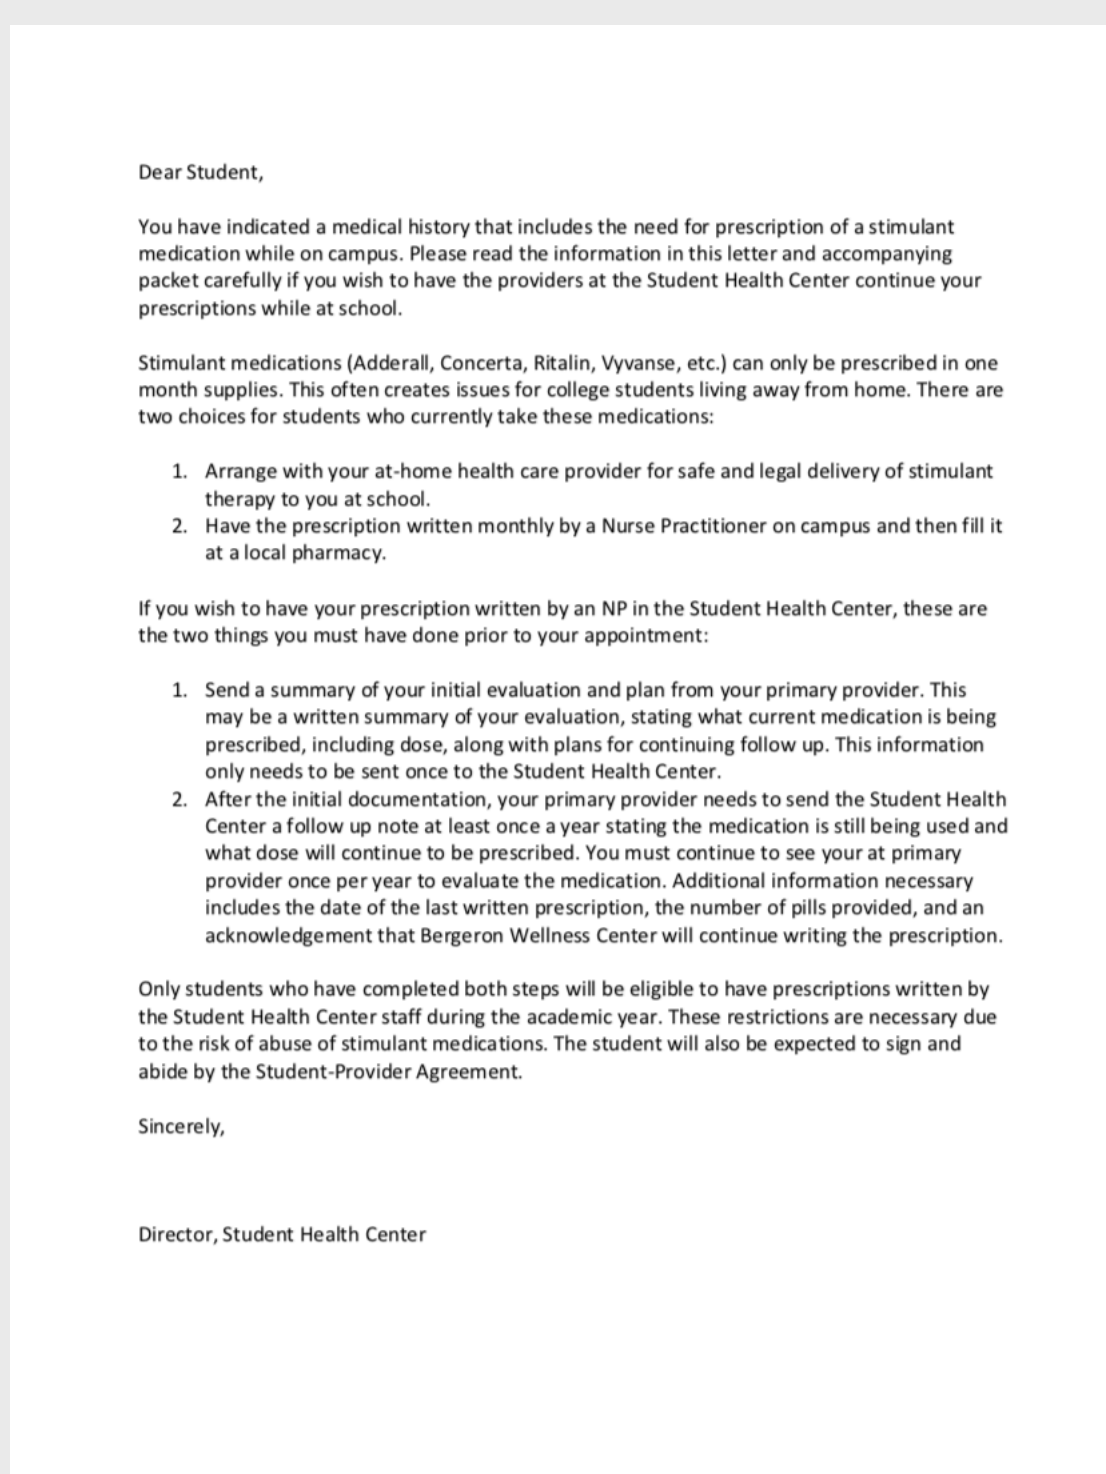 Dear Student,
You have indicated a medical history that includes the need for prescription of a stimulant
medication while on campus. Please read the information in this letter and accompanying
packet carefully if you wish to have the providers at the Student Health Center continue your
prescriptions while at school.
Stimulant medications (Adderall, Concerta, Ritalin, Vyvanse, etc.) can only be prescribed in one
month supplies. This often creates issues for college students living away from home. There are
two choices for students who currently take these medications:
1. Arrange with your at-home health care provider for safe and legal delivery of stimulant
therapy to you at school.
2. Have the prescription written monthly by a Nurse Practitioner on campus and then fill it
at a local pharmacy.
If you wish to have your prescription written by an NP in the Student Health Center, these are
the two things you must have done prior to your appointment:
1. Send a summary of your initial evaluation and plan from your primary provider. This
may be a written summary of your evaluation, stating what current medication is being
prescribed, including dose, along with plans for continuing follow up. This information
only needs to be sent once to the Student Health Center.
2. After the initial documentation, your primary provider needs to send the Student Health
Center a follow up note at least once a year stating the medication is still being used and
what dose will continue to be prescribed. You must continue to see your at primary
provider once per year to evaluate the medication. Additional information necessary
includes the date of the last written prescription, the number of pills provided, and an
acknowledgement that Bergeron Wellness Center will continue writing the prescription.
Only students who have completed both steps will be eligible to have prescriptions written by
the Student Health Center staff during the academic year. These restrictions are necessary due
to the risk of abuse of stimulant medications. The student will also be expected to sign and
abide by the Student-Provider Agreement.
Sincerely,
Director, Student Health Center